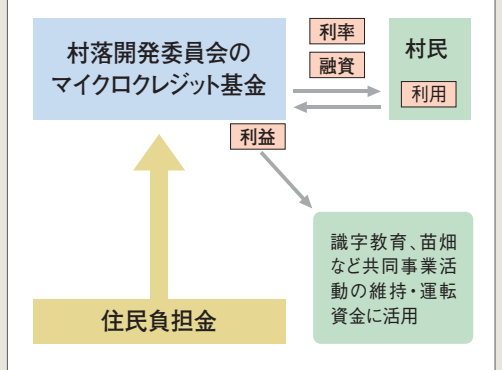 村落開発委員会の
マイクロクレジット基金
利率
融資
村民
利用
利益
識字教育、苗畑
など共同事業活
動の維持・運転
資金に活用
住民負担金